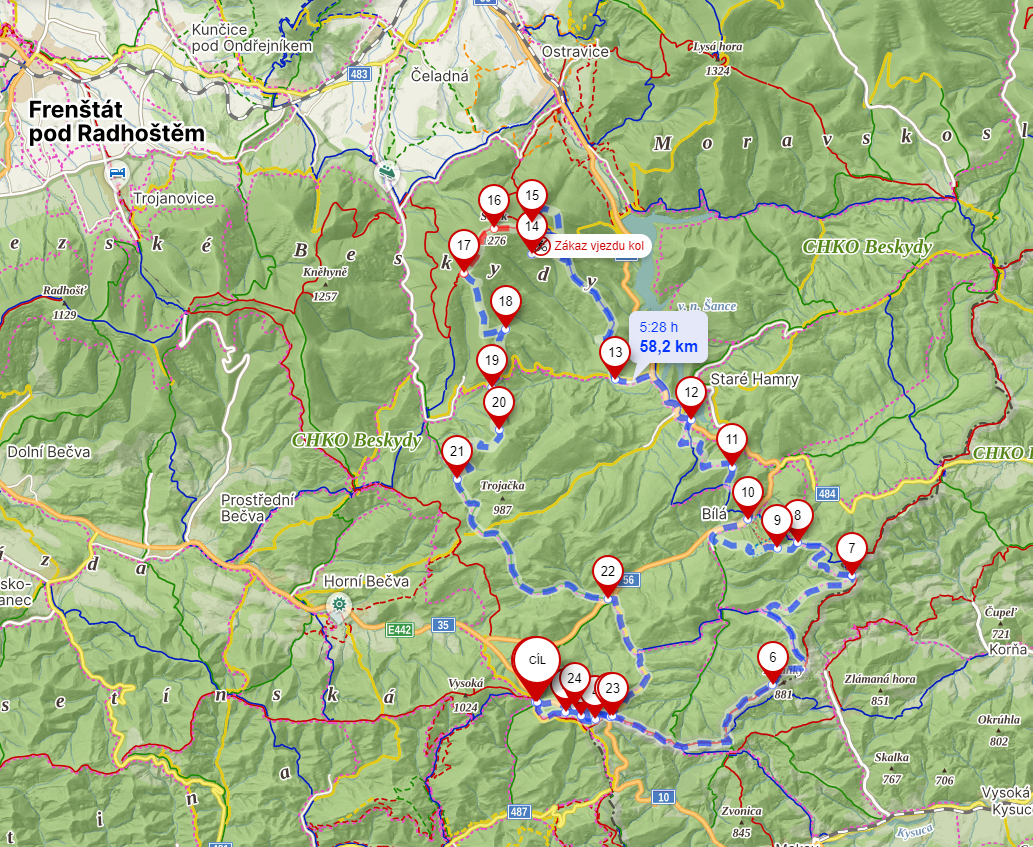 Kunčice
pod Ondřejníkem
Ostravice
Lysá hora
1324
483
Čeladná
Frenštát
pod Radhoštěm
M o r a v s k o s l
Trojanovice
16
15
14
17
1276
Zákaz vjezdu kol
CHKO Beskydy
e z s k é
B e s k y d y
Kněhyně
1257
Radhošť
1129
18
v. n. Šance
5:28 h
58,2 km
13
19
12
Staré Hamry
20
CHKO Beskydy
11
21
Dolní Bečva
Trojačka
987
484
10
Prostřední
Bečva
Bílá
9
8
7
z d a
22
56
Horní Bečva
E442
35
Čupeľ
721
Korňa
CÍL
6
881
24
23
Vysoká
1024
Zlámaná hora
851
s e t í n s k á
Okrúhla
802
Skalka
767
706
Vysoká
10
487
Zvonica
845
Kysuca